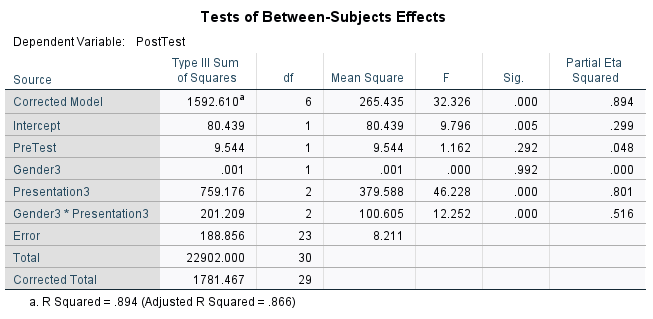 Tests of Between-Subjects Effects
Dependent Variable: PostTest
Source Type III Sum of Squares df Mean Square F Sig. Partial Eta Squared
Corrected Model 1592.610a 6 265.435 32.326 .000 .894
Intercept 80.439 1 80.439 9.796 .005 .299
PreTest 9.544 1 9.544 1.162 .292 .048
Gender3 .001 1 .001 .000 .992 .000
Presentation3 759.176 2 379.588 46.228 .000 .801
Gender3 * Presentation3 201.209 2 100.605 12.252 .000 .516
Error 188.856 23 8.211
Total 22902.000 30
Corrected Total 1781.467 29
a. R Squared = .894 (Adjusted R Squared = .866)